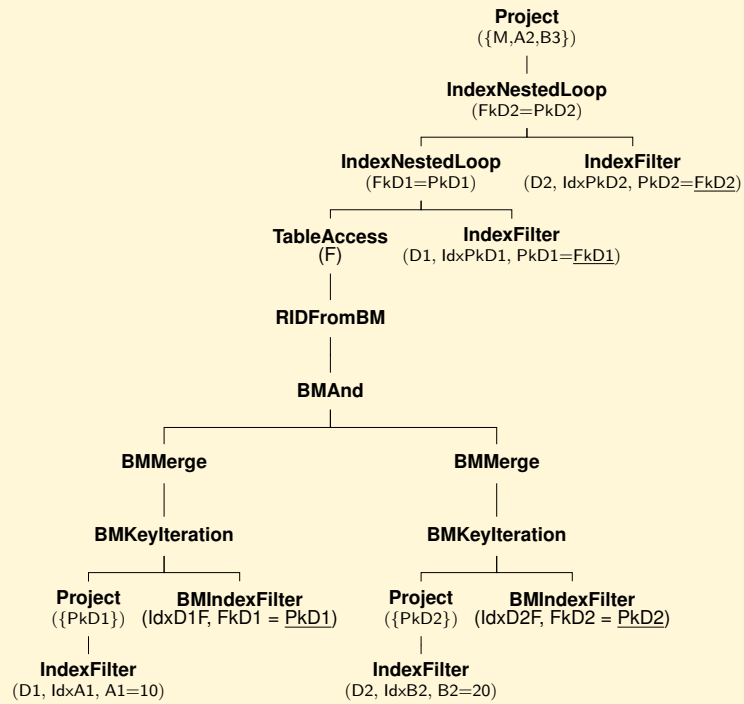 Project
({M,A2,B3})
IndexNestedLoop
(FkD2=PkD2)
IndexNestedLoop IndexFilter
(FkD1=PkD1) (D2, IdxPkD2, PkD2=FkD2)
TableAccess IndexFilter
(F) (D1, IdxPkD1, PkD1=FkD1)
RIDFromBM
BMAnd
BMMerge BMMerge
BMKeyIteration BMKeyIteration
Project BMIndexFilter Project BMIndexFilter
({PkD1}) (IdxD1F, FkD1 = PkD1) ({PkD2}) (IdxD2F, FkD2 = PkD2)
IndexFilter IndexFilter
(D1, IdxA1, A1=10) (D2, IdxB2, B2=20)